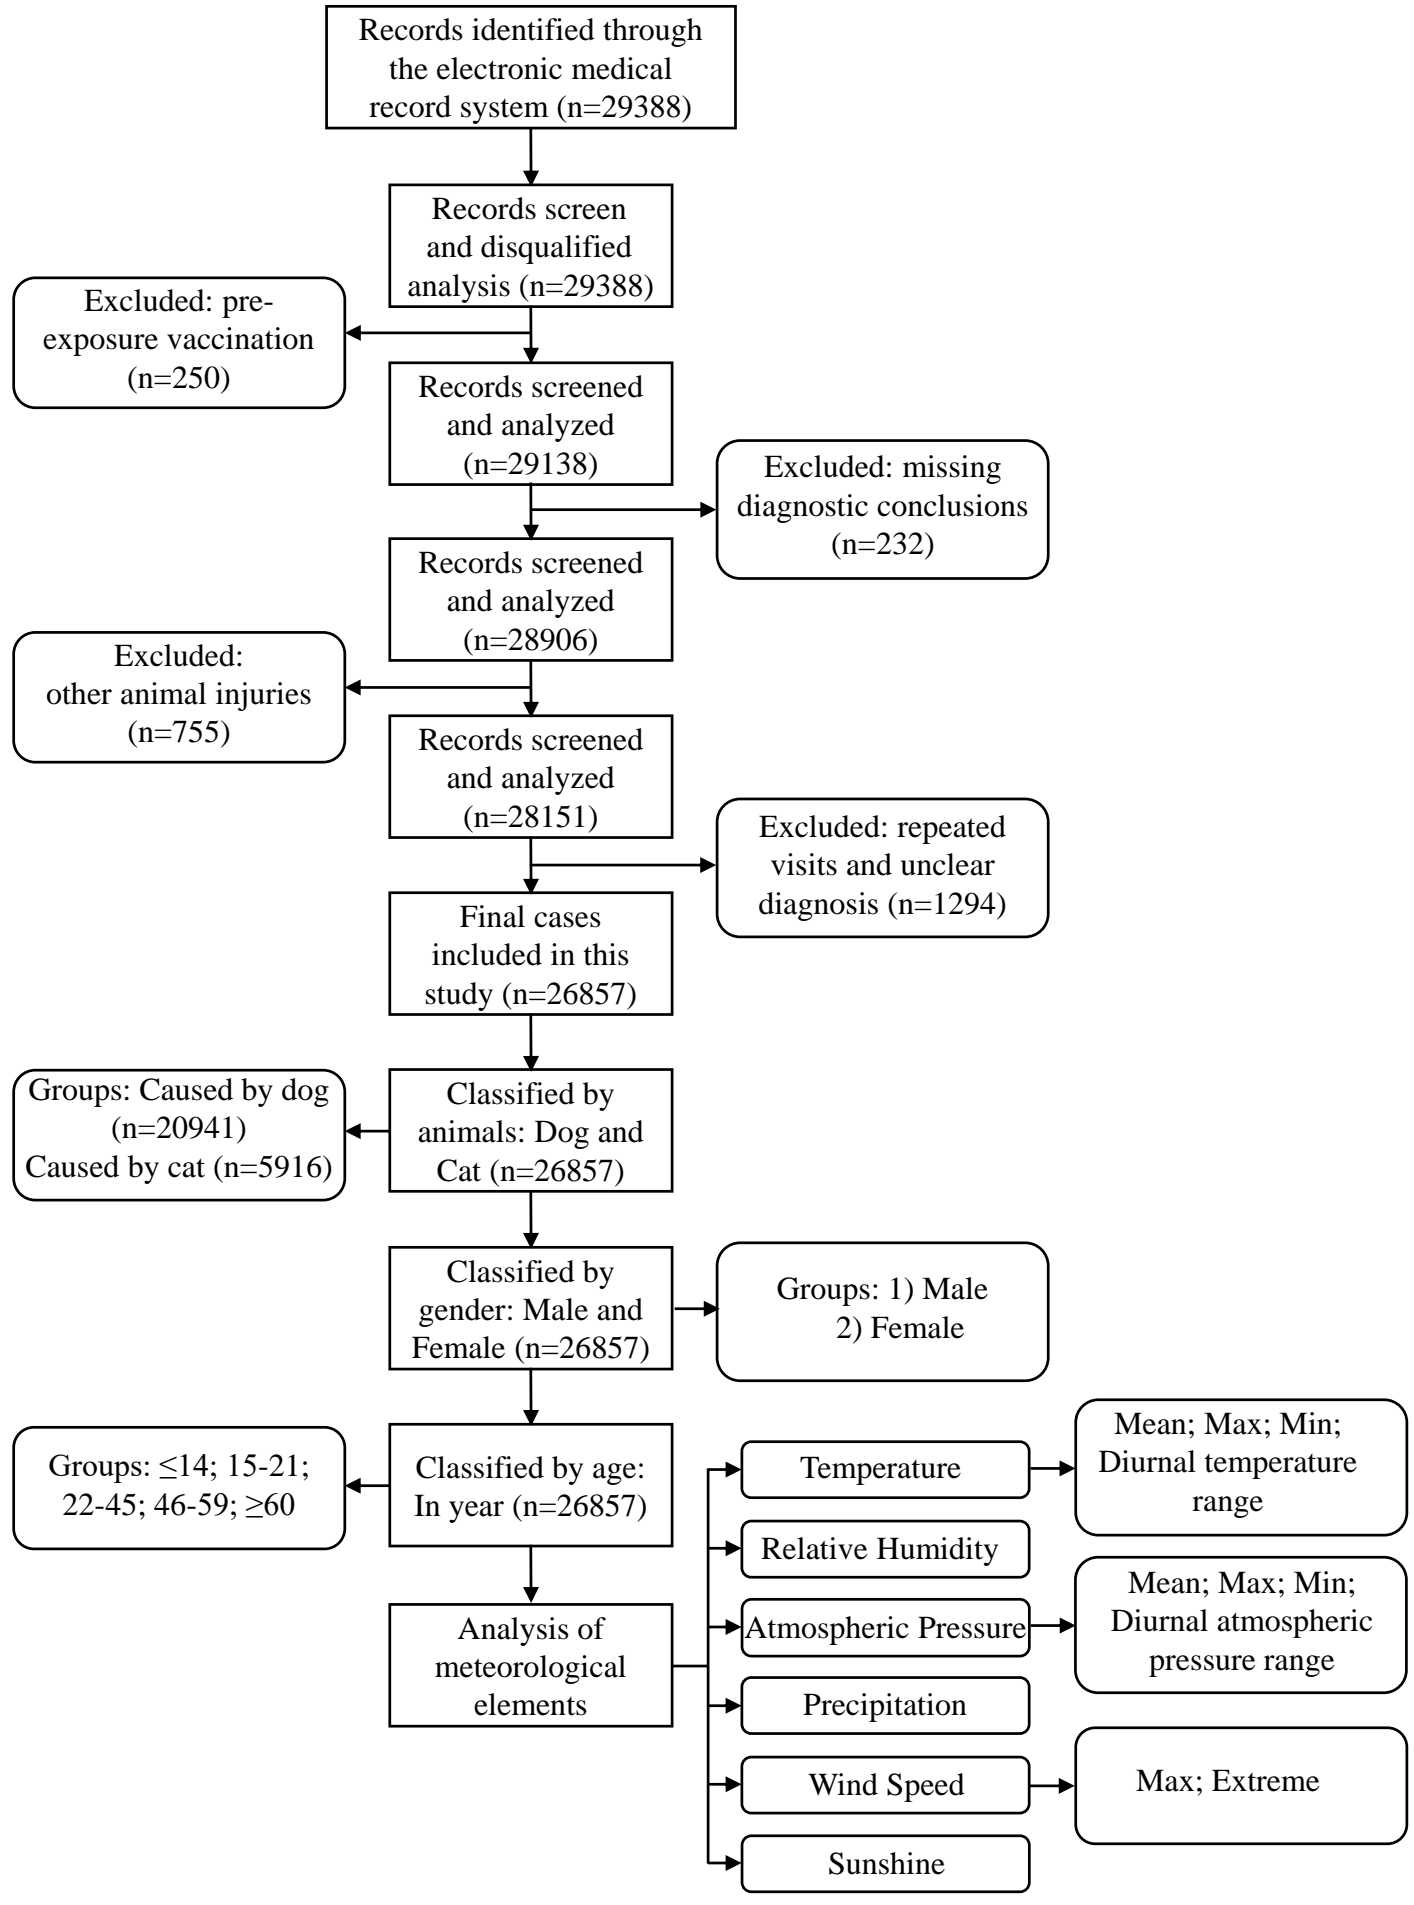 Records identified through
the electronic medical
record system (n=29388)
Records screen
and disqualified
analysis (n=29388)
Excluded: pre-
exposure vaccination
(n=250)
Records screened
and analyzed
(n=29138)
Excluded: missing
diagnostic conclusions
(n=232)
Records screened
and analyzed
(n=28906)
Excluded:
other animal injuries
(n=755)
Records screened
and analyzed
(n=28151)
Excluded: repeated
visits and unclear
diagnosis (n=1294)
Final cases
included in this
study (n=26857)
Groups: Caused by dog
(n=20941)
Caused by cat (n=5916)
Classified by
animals: Dog and
Cat (n=26857)
Classified by
gender: Male and
Female (n=26857)
Groups: 1) Male
2) Female
Groups: ≤14; 15-21;
22-45; 46-59; ≥60
Classified by age:
In year (n=26857)
Analysis of
meteorological
elements
Temperature
Mean; Max; Min;
Diurnal temperature
range
Relative Humidity
Atmospheric Pressure
Mean; Max; Min;
Diurnal atmospheric
pressure range
Precipitation
Wind Speed
Max; Extreme
Sunshine